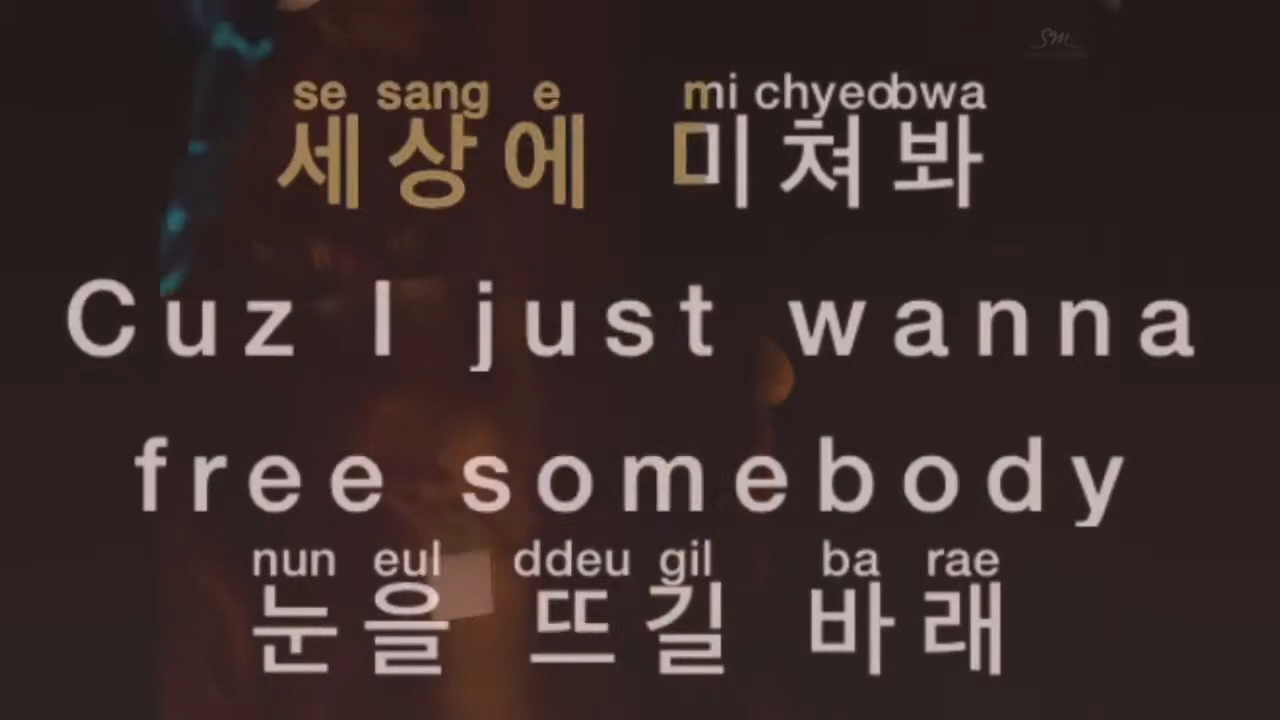 SM
se sang e mi chyeobwa
세상에 미쳐봐
Cuz I just wanna
free somebody
nun eul ddeu gil ba rae
눈을 뜨길 바래